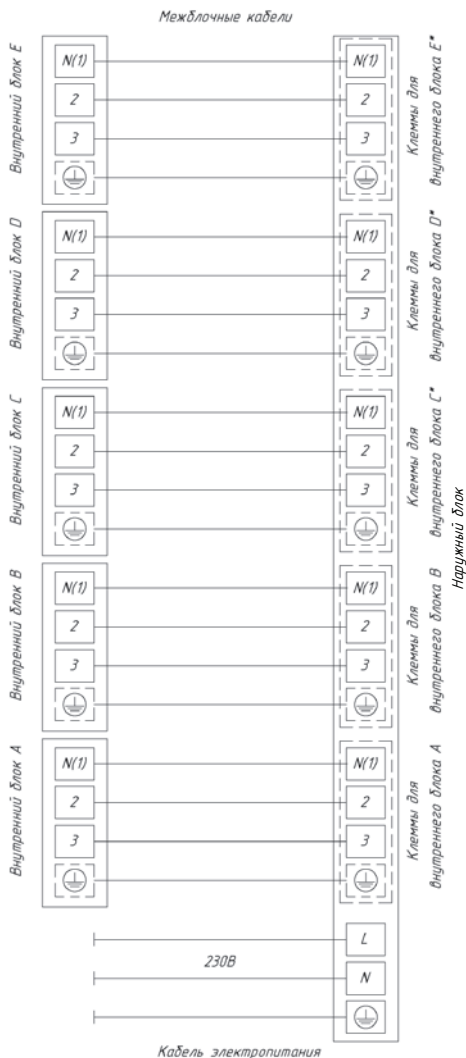 Межблочные кабели
Внутренний блок E
N(1)
2
3
N(1)
2
3
Клеммы для
внутреннего блока E*
Внутренний блок D
N(1)
2
3
N(1)
2
3
Клеммы для
внутреннего блока D*
Внутренний блок C
N(1)
2
3
N(1)
2
3
Клеммы для
внутреннего блока C*
Наружный блок
Внутренний блок B
N(1)
2
3
N(1)
2
3
Клеммы для
внутреннего блока B
Внутренний блок A
N(1)
2
3
N(1)
2
3
Клеммы для
внутреннего блока A
L
230В
N
Кабель электропитания